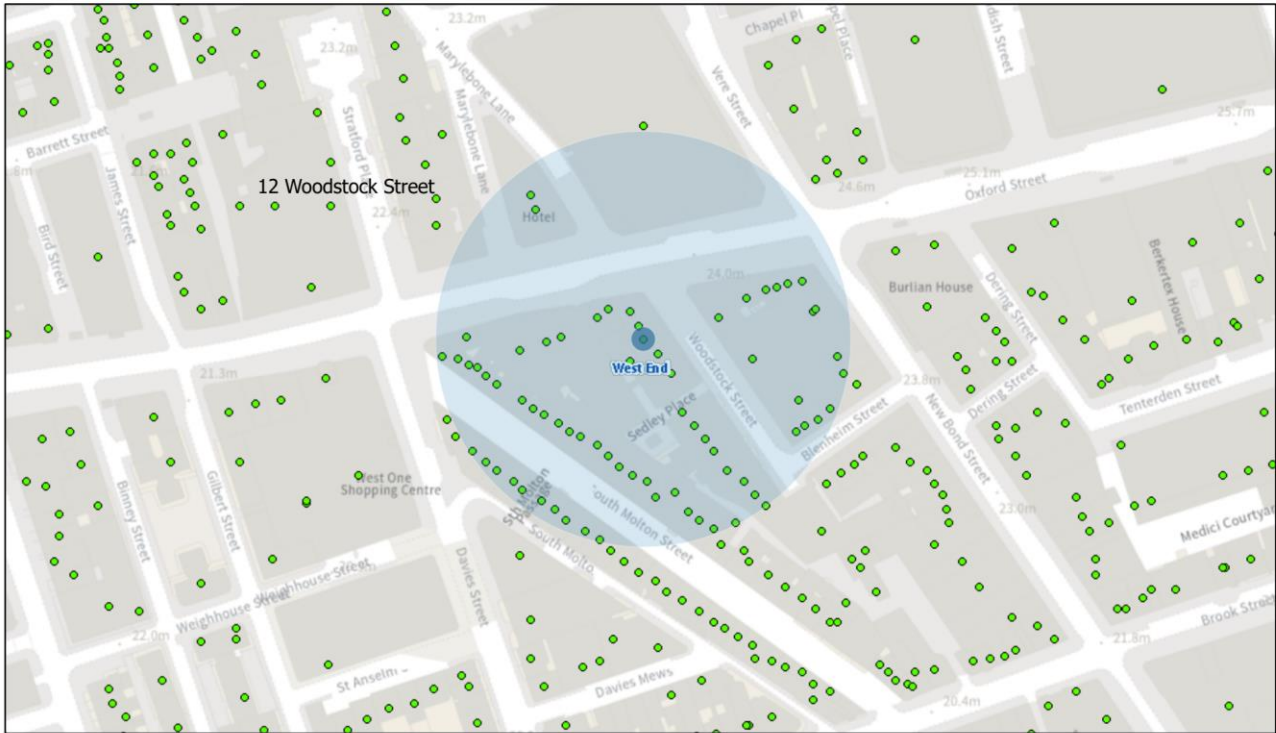 23.2m
Chapel Pl
Marylebone Lane
Vere Street
23.2m
Stratford Place
Marylebone Lane
25.7m
Barrett Street
James Street
12 Woodstock Street
25.1m
Oxford Street
24.6m
22.4m
Hotel
Bird Street
24.0m
Burlian House
Dering Street
Berkertex House
Woodstock Street
West End
21.3m
23.8m
Dering Street
Tenterden Street
Sedley Place
New Bond Street
Blenheim Street
West One
Shopping Centre
Sth Molton
Passage
South Molton Street
Binney Street
Gilbert Street
23.0m
Medici Courtyar
South Molto
Davies Street
Weighhouse Street
Weighhouse Street
22.0m
Brook Street
21.8m
St Anselm
Davies Mews
20.4m